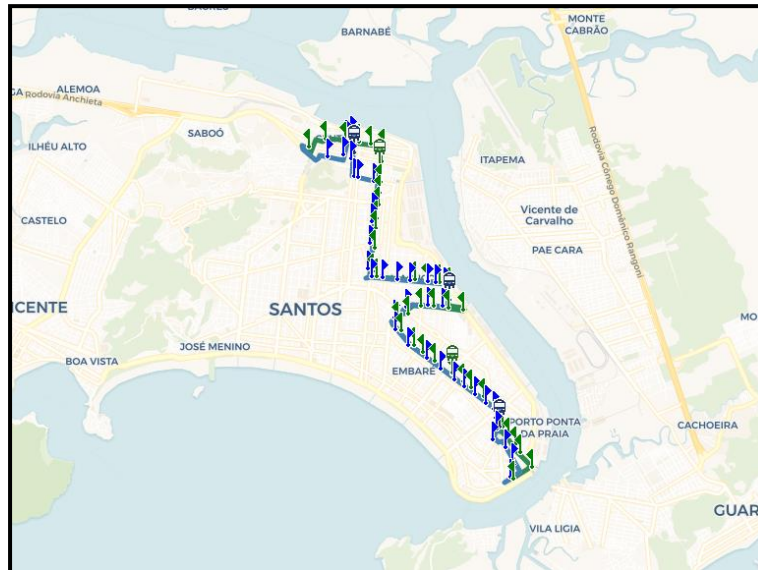 BARNABÉ
MONTE
CABRÃO
ALEMOA
Rodovia Anchieta
SABOÓ
ILHÉU ALTO
ITAPEMA
Rodovia Cônego Domênico Rangoni
CASTELO
Vicente de
Carvalho
PAE CARA
ICENTE
SANTOS
MO
JOSÉ MENINO
BOA VISTA
EMBARÉ
PORTO PONTA
DA PRAIA
CACHOEIRA
GUAR
VILA LIGIA